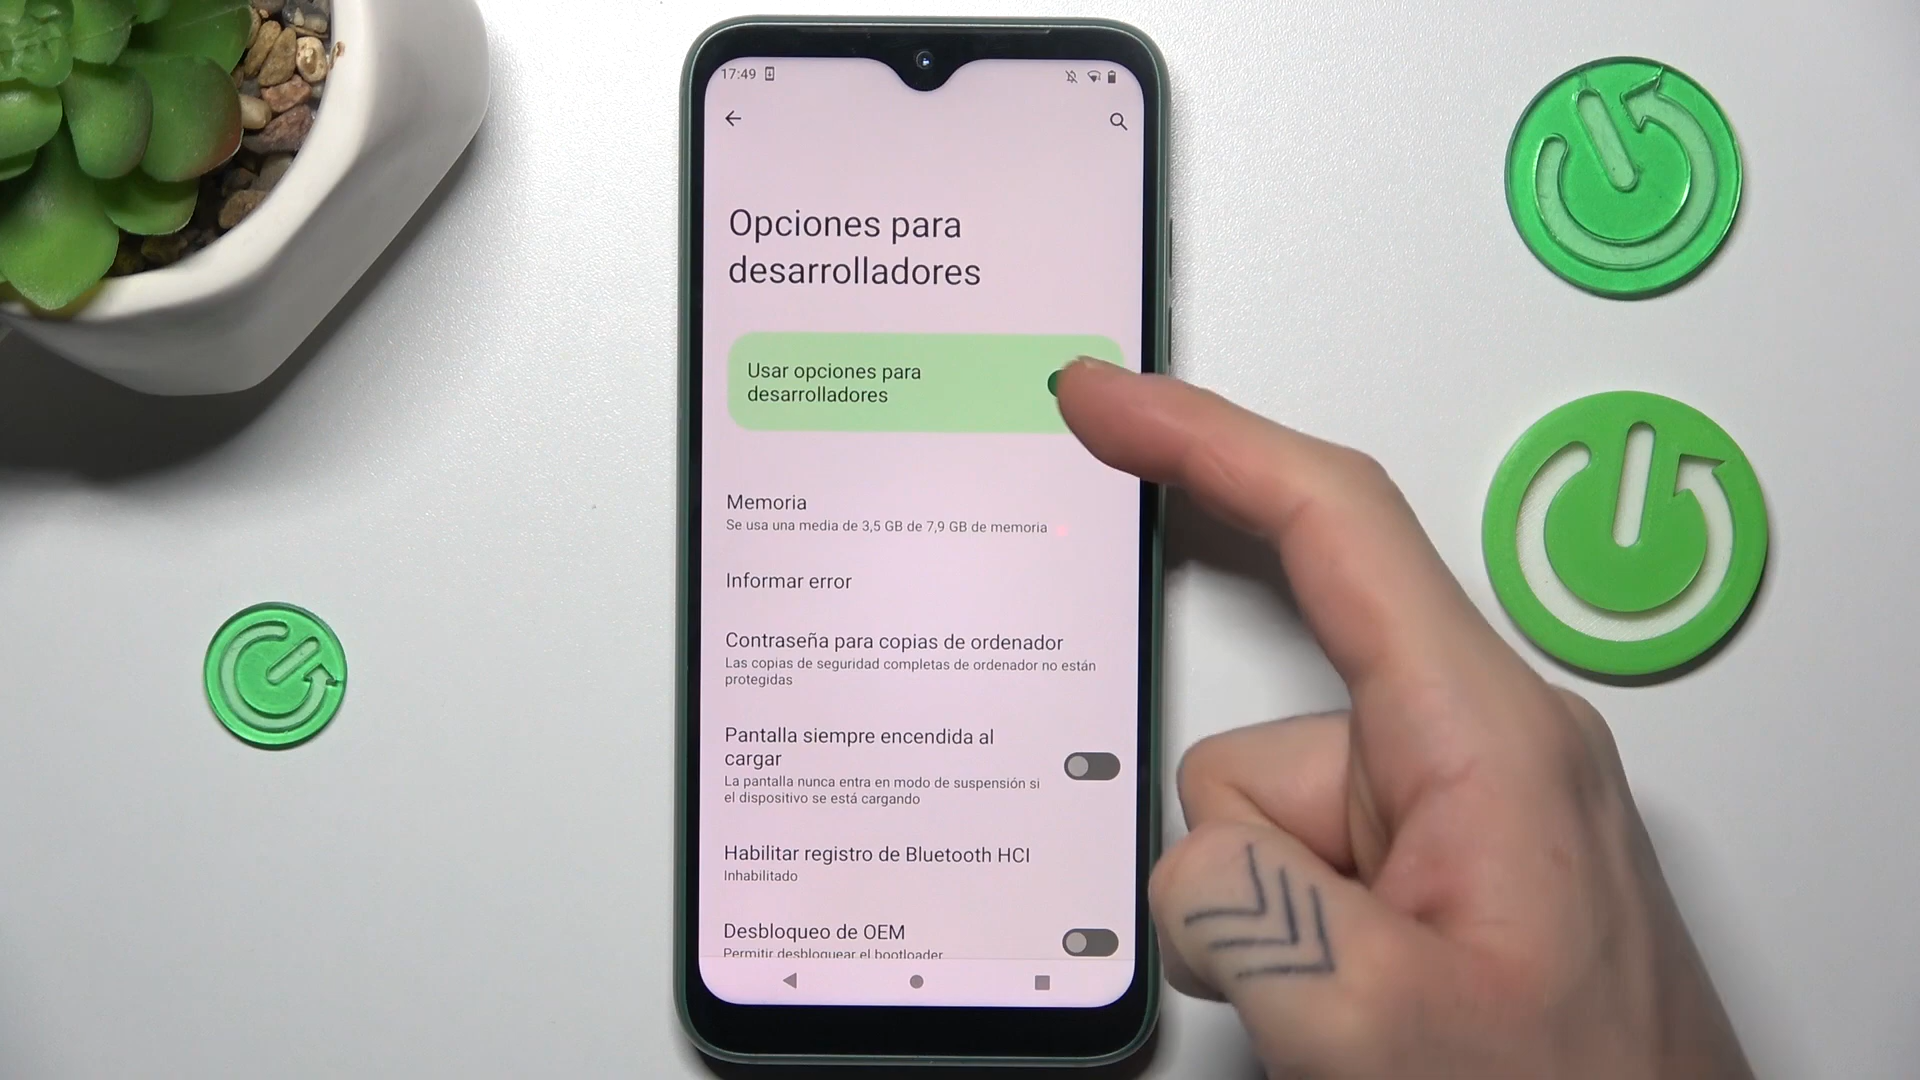 17:49
Opciones para
desarrolladores
Usar opciones para
desarrolladores
Memoria
Se usa una media de 3,5 GB de 7,9 GB de memoria
Informar error
Contraseña para copias de ordenador
Las copias de seguridad completas de ordenador no están
protegidas
Pantalla siempre encendida al
cargar
La pantalla nunca entra en modo de suspensión si
el dispositivo se está cargando
Habilitar registro de Bluetooth HCI
Inhabilitado
Desbloqueo de OEM
Permitir desbloquear el bootloader